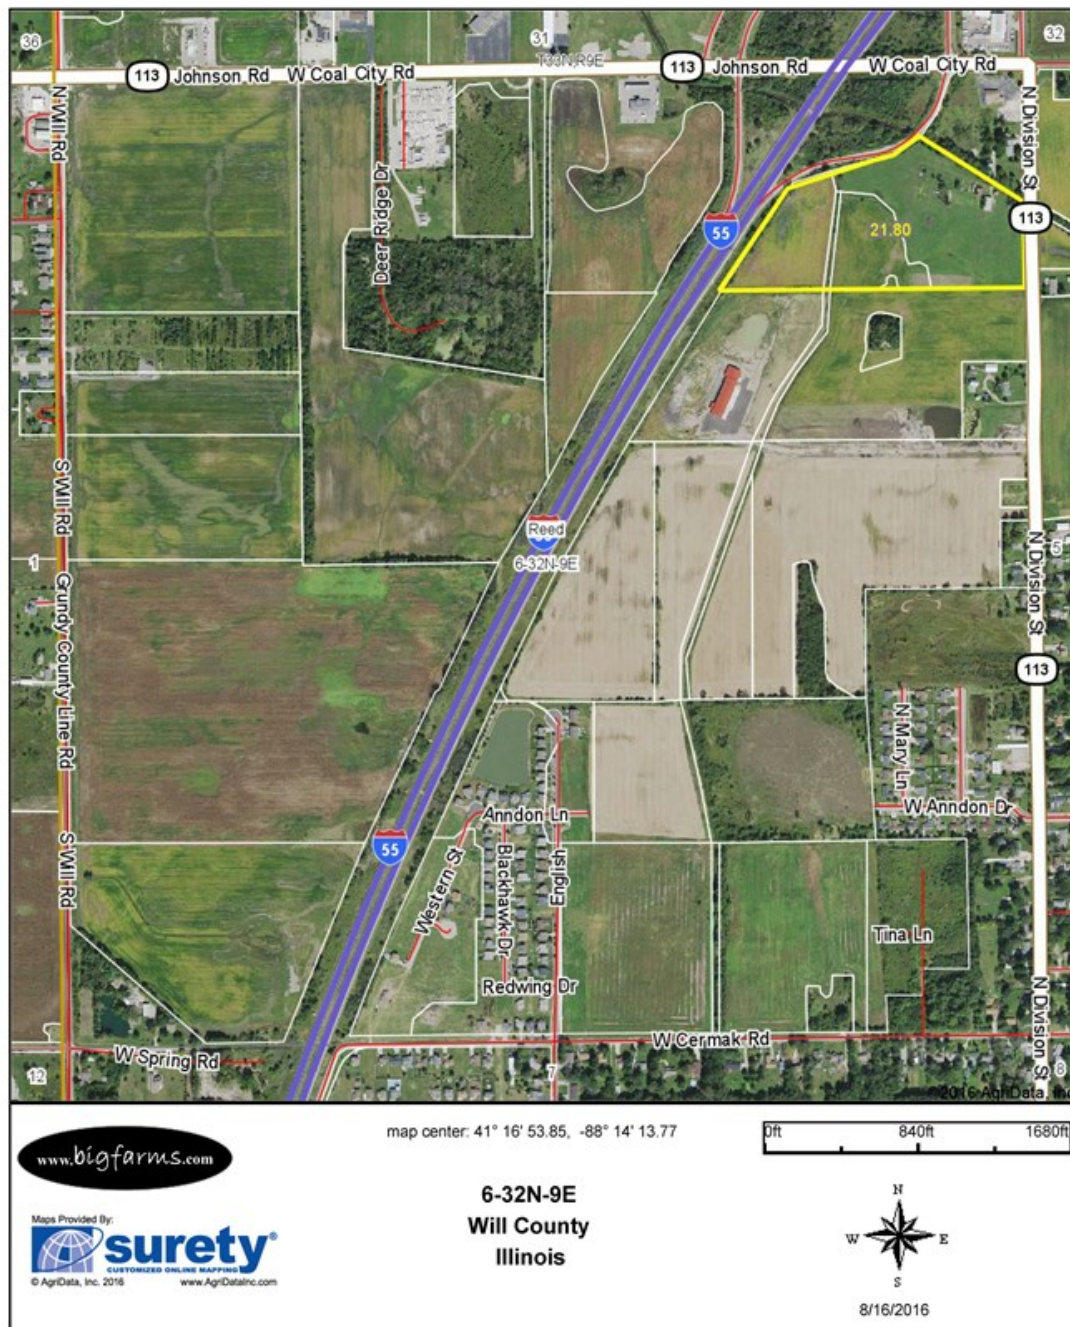 36
31
32
T33N,R9E
113
Johnson Rd
W Coal City Rd
113
Johnson Rd
W Coal City Rd
N Will Rd
N Division St
Deer Ridge Dr
113
55
21.80
S Will Rd
Reed
6-32N-9E
1
N Division St
5
Grundy County Line Rd
113
N Many Ln
W Anndon Dr
Anndon Ln
55
S Will Rd
Western St
Blackhawk Dr
English
Tina Ln
Redwing Dr
N Division St
W Cermak Rd
W Spring Rd
12
7
8
©2016 AgriData, Inc
www.bigfarms.com
map center: 41° 16' 53.85, -88° 14' 13.77
0ft 840ft 1680ft
6-32N-9E
Will County
Illinois
Maps Provided By:
surety®
CUSTOMIZED ONLINE MAPPING
© AgriData, Inc. 2016 www.AgriDataInc.com
N
W E
S
8/16/2016